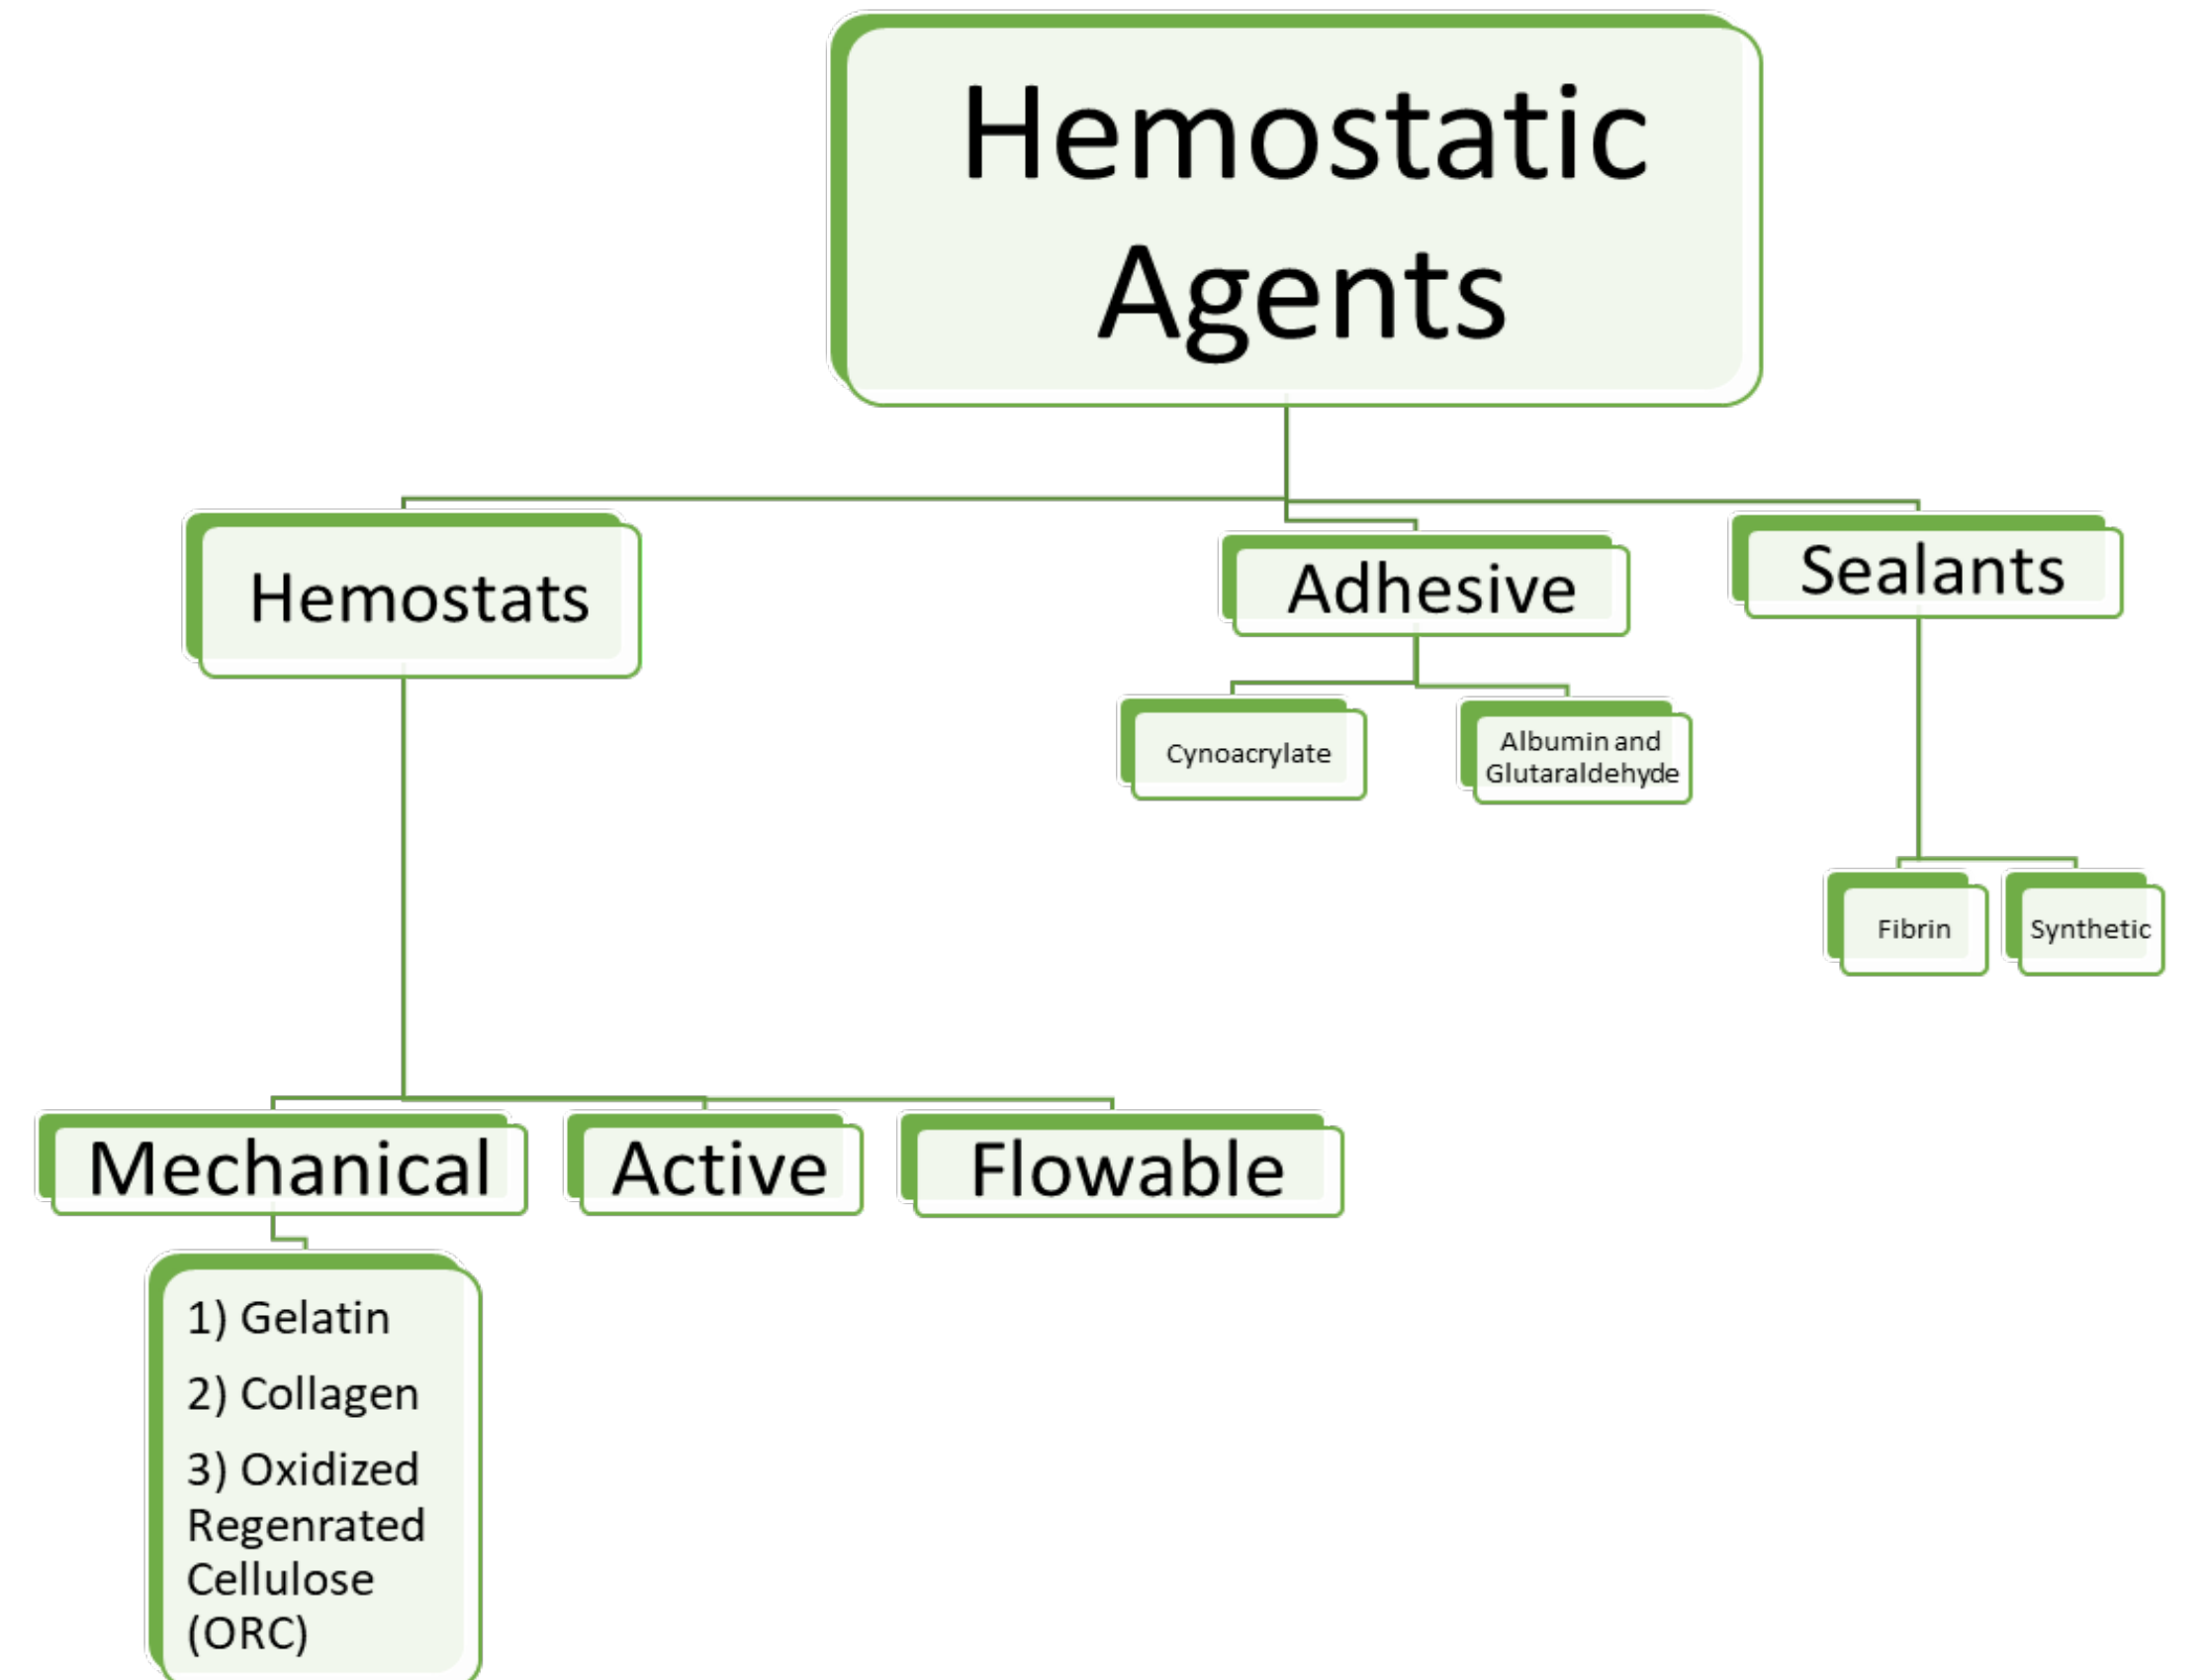 Hemostatic
Agents
Hemostats
Adhesive
Sealants
Cynoacrylate
Albumin and
Glutaraldehyde
Fibrin
Synthetic
Mechanical
Active
Flowable
1) Gelatin
2) Collagen
3) Oxidized
Regenrated
Cellulose
(ORC)